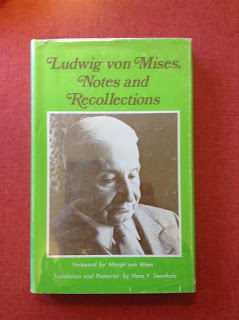 Ludwig von Mises,
Notes and
Recollections
Foreword by Margit von Mises
Translation and Postscript by Hans F. Sennholz